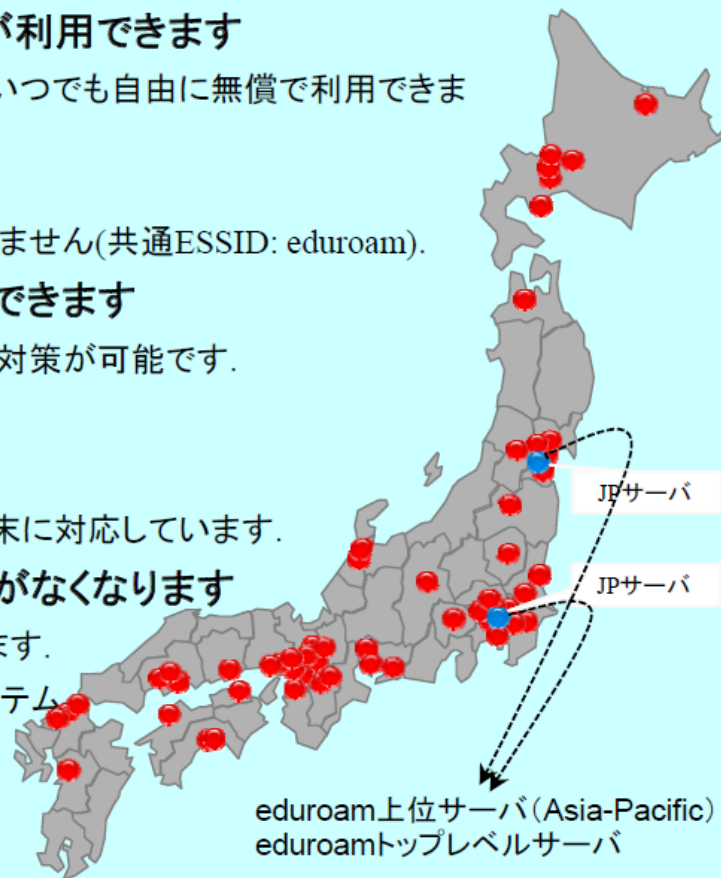 が利用できます
いつでも自由に無償で利用できま
ません(共通ESSID: eduroam).
できます
対策が可能です.
JPサーバ
末に対応しています.
JPサーバ
がなくなります
ます.
テム
eduroam上位サーバ(Asia-Pacific)
eduroamトップレベルサーバ